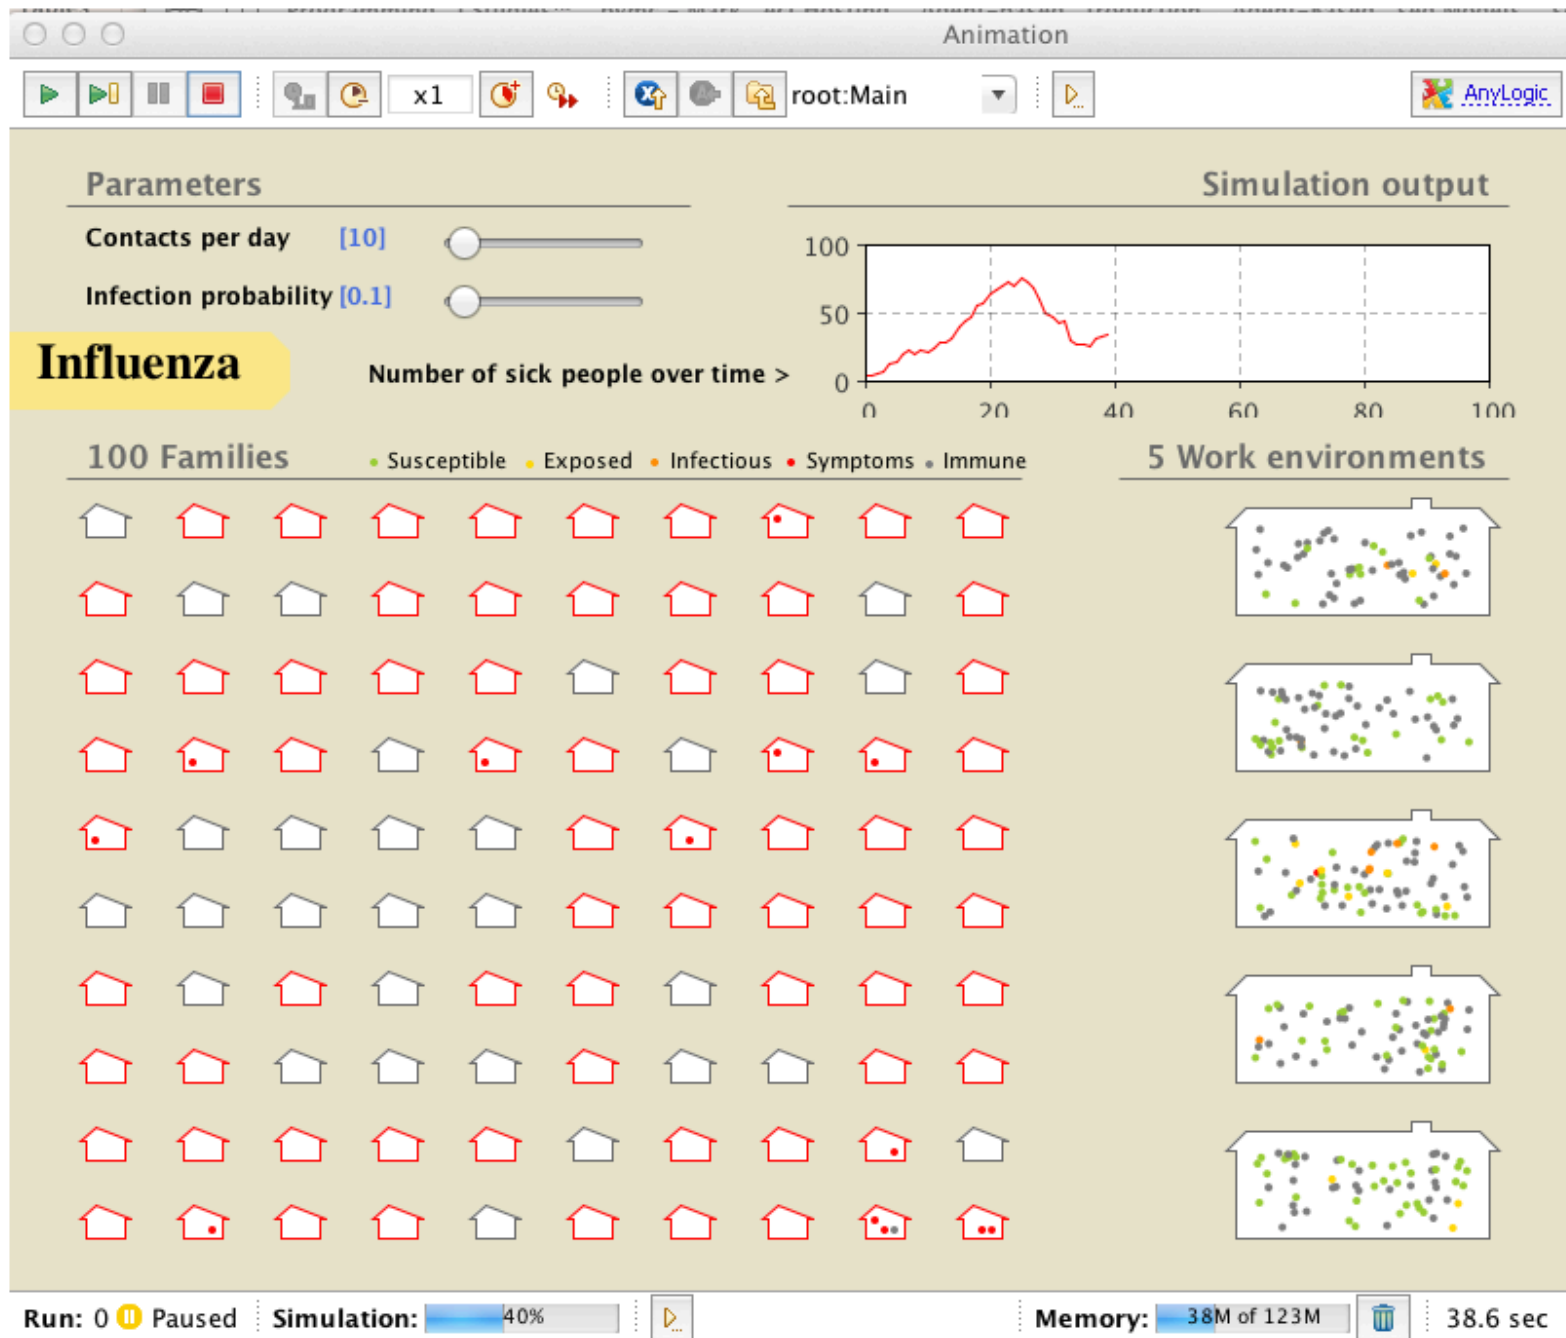 Animation
x1
root:Main
AnyLogic
Parameters
Simulation output
Contacts per day [10]
Infection probability [0.1]
Influenza
Number of sick people over time >
100
50
0
0 20 40 60 80 100
100 Families
Susceptible Exposed Infectious Symptoms Immune
5 Work environments
Run: 0 Paused Simulation: 40% Memory: 38M of 123M 38.6 sec